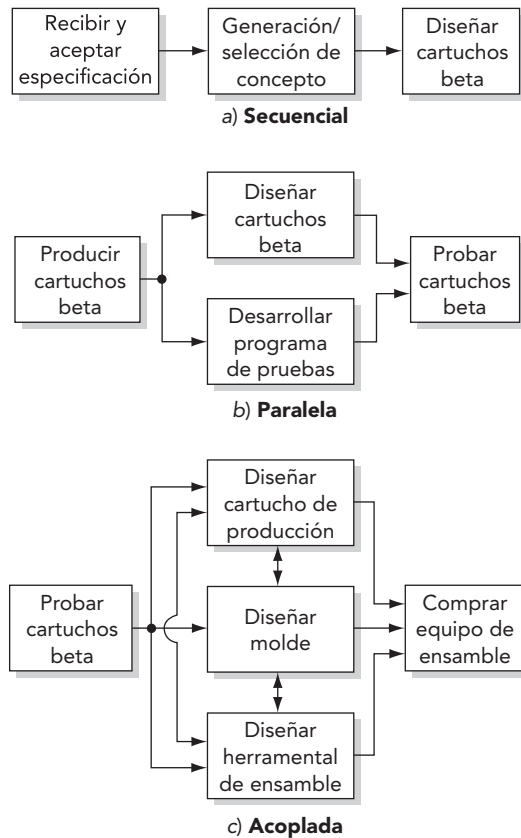 Recibir y
aceptar
especificación
Generación/
selección de
concepto
Diseñar
cartuchos
beta
a) Secuencial
Producir
cartuchos
beta
Diseñar
cartuchos
beta
Desarrollar
programa
de pruebas
Probar
cartuchos
beta
b) Paralela
Probar
cartuchos
beta
Diseñar
cartucho de
producción
Diseñar
molde
Diseñar
herramental
de ensamble
Comprar
equipo de
ensamble
c) Acoplada